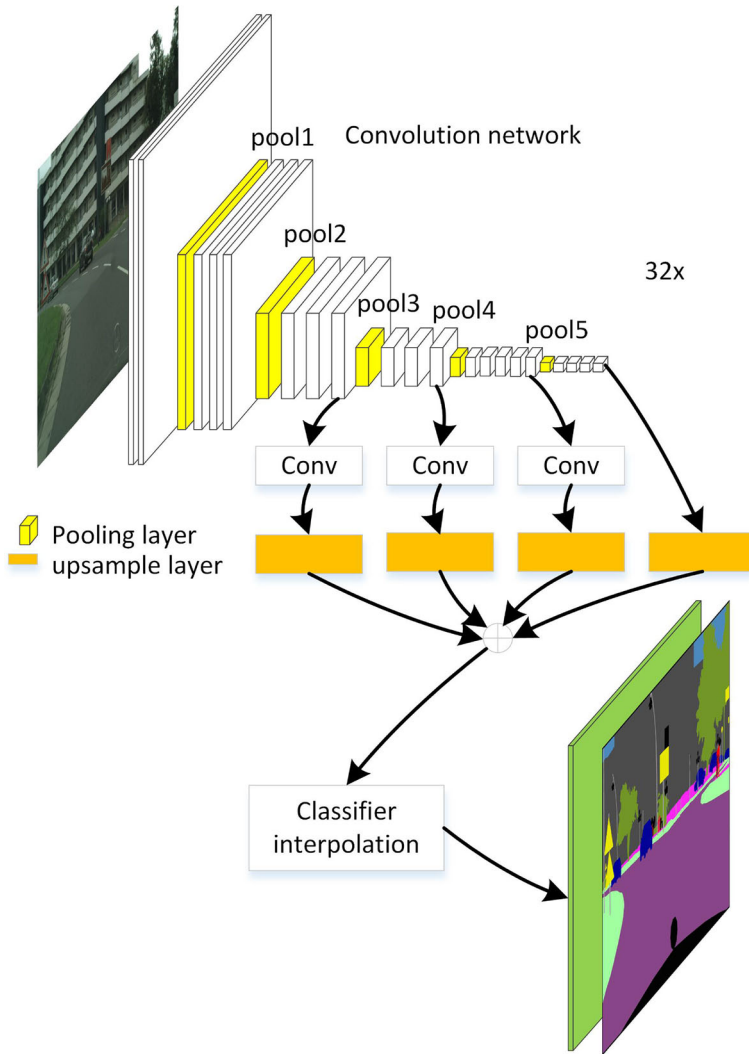 pool1
Convolution network
pool2
32x
pool3
pool4
pool5
Conv
Conv
Conv
Pooling layer
upsample layer
Classifier
interpolation